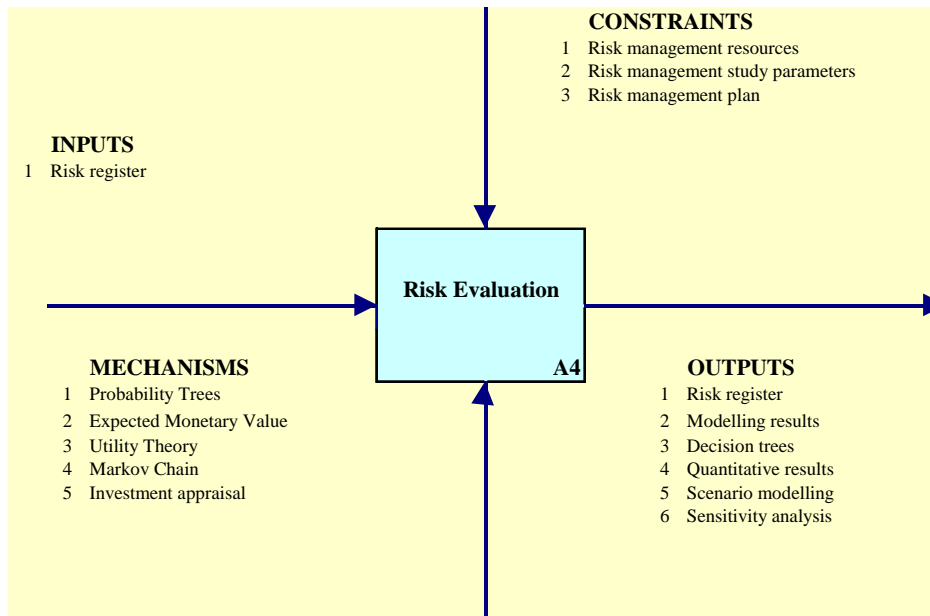 CONSTRAINTS
1 Risk management resources
2 Risk management study parameters
3 Risk management plan
INPUTS
1 Risk register
Risk Evaluation
A4
MECHANISMS
1 Probability Trees
2 Expected Monetary Value
3 Utility Theory
4 Markov Chain
5 Investment appraisal
OUTPUTS
1 Risk register
2 Modelling results
3 Decision trees
4 Quantitative results
5 Scenario modelling
6 Sensitivity analysis